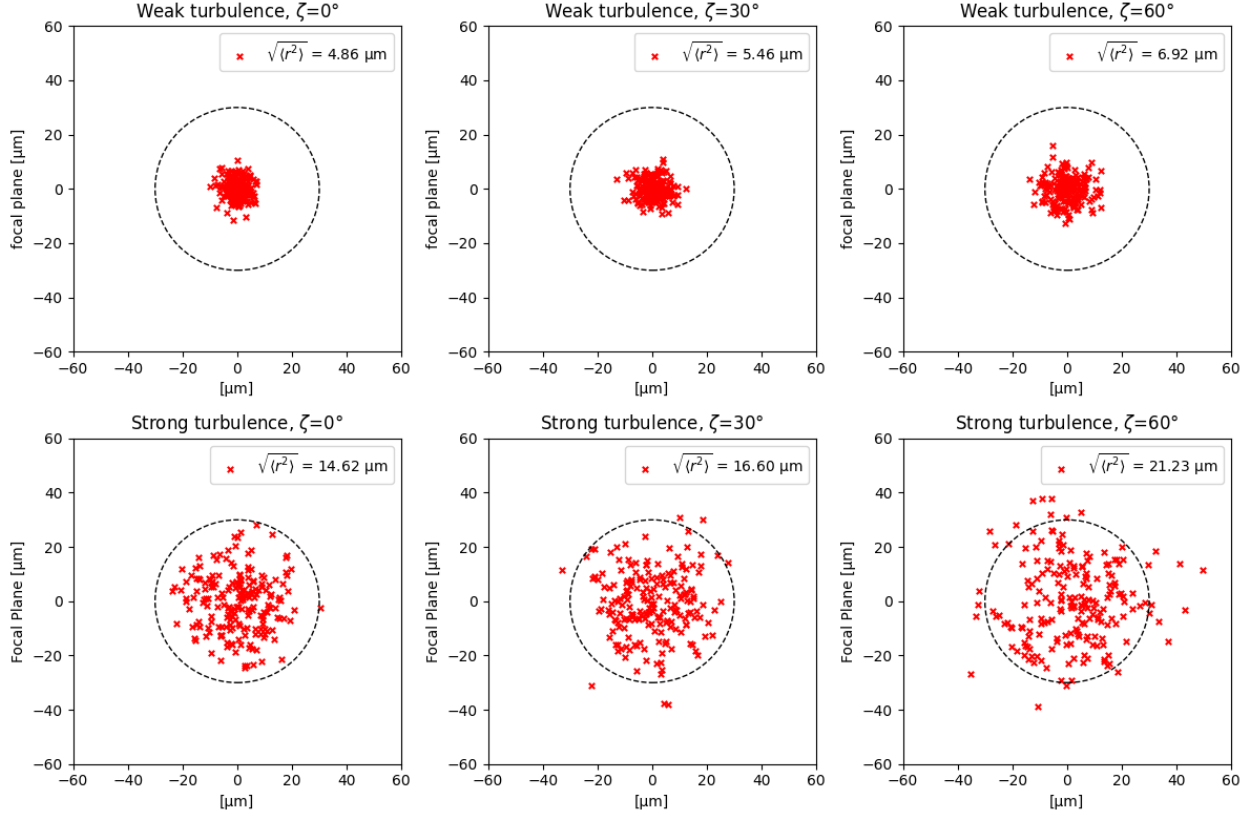 Weak turbulence, ζ=0°
Weak turbulence, ζ=30°
Weak turbulence, ζ=60°
√⟨r²⟩ = 4.86 μm
√⟨r²⟩ = 5.46 μm
√⟨r²⟩ = 6.92 μm
focal plane [μm]
60
40
20
0
−20
−40
−60
−60 −40 −20 0 20 40 60
[μm]
focal plane [μm]
60
40
20
0
−20
−40
−60
−60 −40 −20 0 20 40 60
[μm]
focal plane [μm]
60
40
20
0
−20
−40
−60
−60 −40 −20 0 20 40 60
[μm]
Strong turbulence, ζ=0°
Strong turbulence, ζ=30°
Strong turbulence, ζ=60°
√⟨r²⟩ = 14.62 μm
√⟨r²⟩ = 16.60 μm
√⟨r²⟩ = 21.23 μm
Focal Plane [μm]
60
40
20
0
−20
−40
−60
−60 −40 −20 0 20 40 60
[μm]
Focal Plane [μm]
60
40
20
0
−20
−40
−60
−60 −40 −20 0 20 40 60
[μm]
Focal Plane [μm]
60
40
20
0
−20
−40
−60
−60 −40 −20 0 20 40 60
[μm]